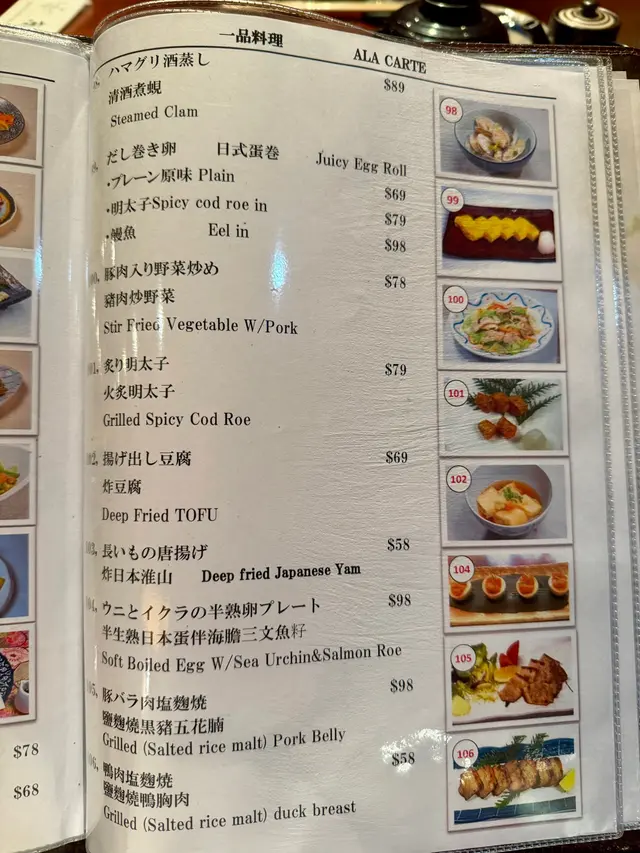 一品料理 ALA CARTE
ハマグリ酒蒸し
清酒煮蜆 $89
Steamed Clam
だし巻き卵 日式蛋巻 Juicy Egg Roll
・プレーン原味 Plain $69
・明太子Spicy cod roe in $79
・鰻魚 Eel in $98
豚肉入り野菜炒め $78
豬肉炒野菜
Stir Fried Vegetable W/Pork
炙り明太子 $79
火炙明太子
Grilled Spicy Cod Roe
102. 揚げ出し豆腐 $69
炸豆腐
Deep Fried TOFU
103. 長いもの唐揚げ $58
炸日本淮山 Deep fried Japanese Yam
104. ウニとイクラの半熟卵プレート $98
半生熟日本蛋伴海膽三文魚籽
Soft Boiled Egg W/Sea Urchin&Salmon Roe
105. 豚バラ肉塩麴焼 $98
鹽麴燒黒豬五花腩
Grilled (Salted rice malt) Pork Belly
106. 鴨肉塩麴焼 $58
鹽麴燒鴨胸肉
Grilled (Salted rice malt) duck breast
98
99
100
101
102
104
105
106
$78
$68